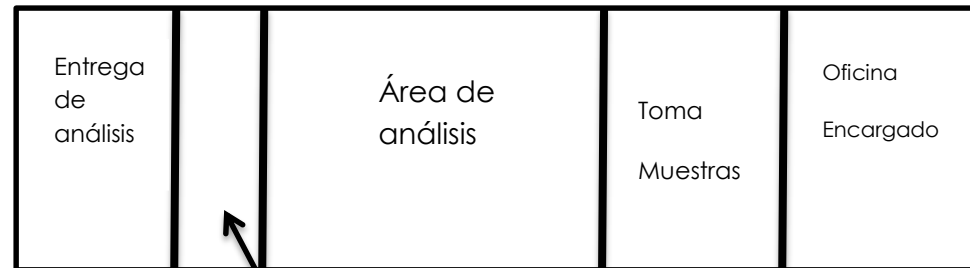 Entrega
de
análisis
Área de
análisis
Toma
Muestras
Oficina
Encargado